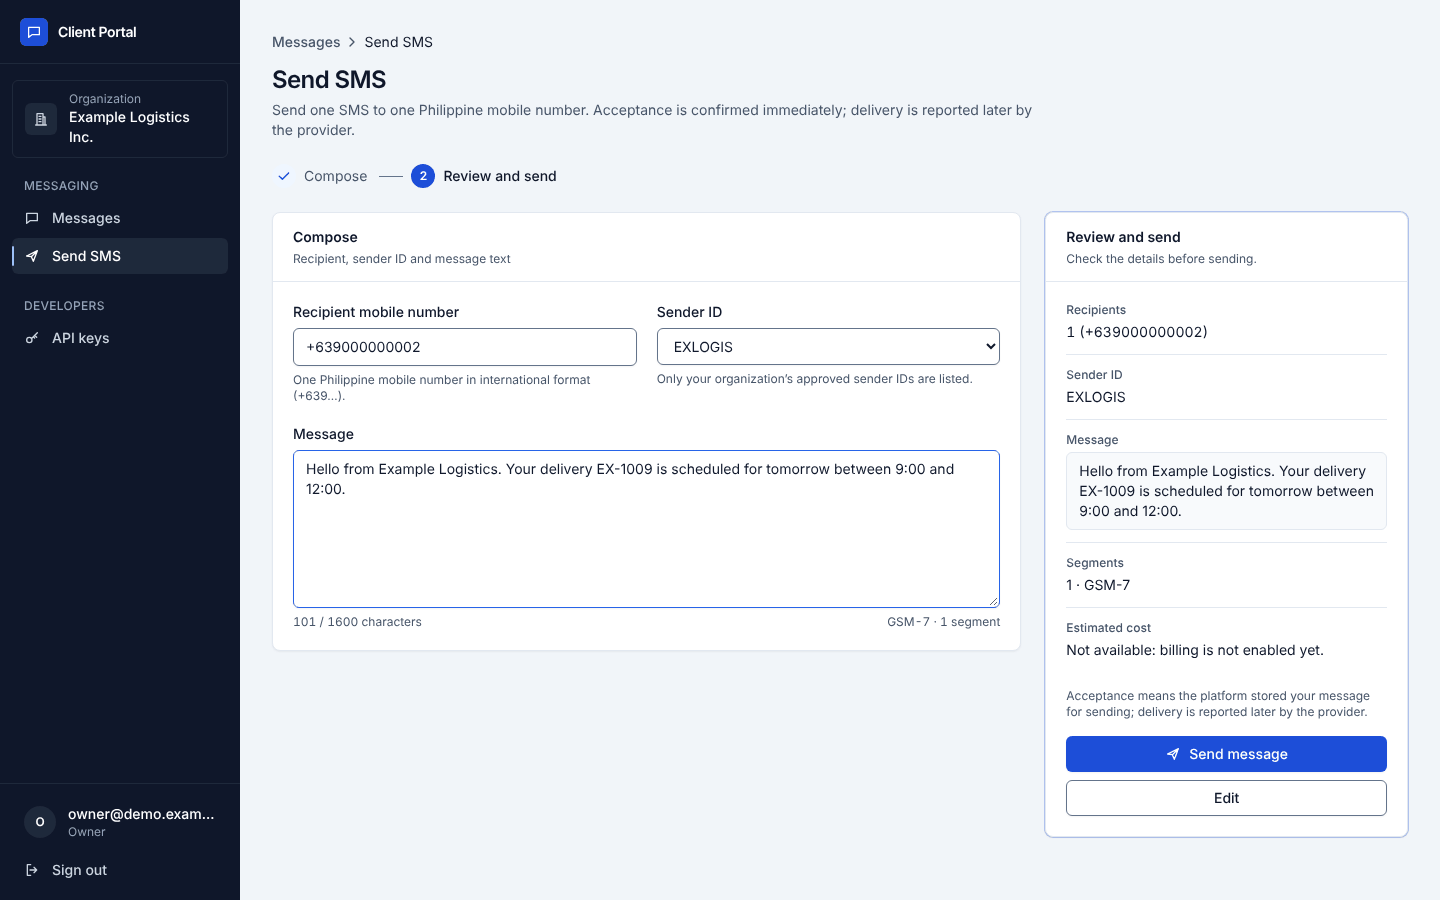 Client Portal
Organization
Example Logistics
Inc.
MESSAGING
Messages
Send SMS
DEVELOPERS
API keys
O
owner@demo.exam...
Owner
Sign out
Messages > Send SMS
Send SMS
Send one SMS to one Philippine mobile number. Acceptance is confirmed immediately; delivery is reported later by
the provider.
Compose
2 Review and send
Compose
Recipient, sender ID and message text
Recipient mobile number
+639000000002
One Philippine mobile number in international format
(+639...).
Sender ID
EXLOGIS
Only your organization's approved sender IDs are listed.
Message
Hello from Example Logistics. Your delivery EX-1009 is scheduled for tomorrow between 9:00 and
12:00.
101 / 1600 characters
GSM-7 · 1 segment
Review and send
Check the details before sending.
Recipients
1 (+639000000002)
Sender ID
EXLOGIS
Message
Hello from Example Logistics. Your delivery
EX-1009 is scheduled for tomorrow between
9:00 and 12:00.
Segments
1 · GSM-7
Estimated cost
Not available: billing is not enabled yet.
Acceptance means the platform stored your message
for sending; delivery is reported later by the provider.
Send message
Edit